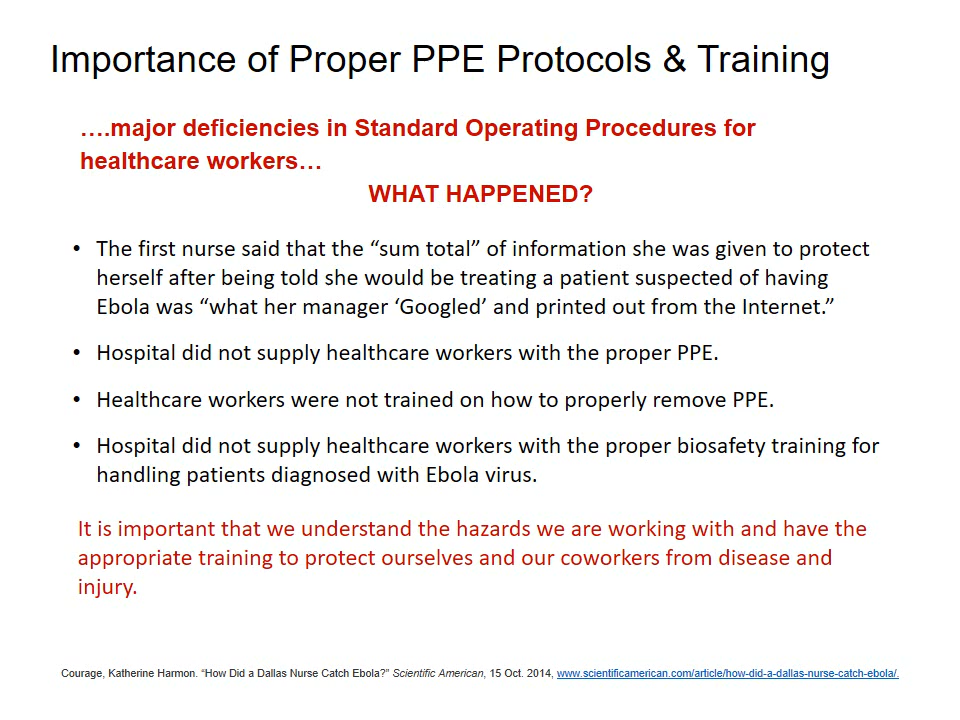 Importance of Proper PPE Protocols & Training
….major deficiencies in Standard Operating Procedures for
healthcare workers…
WHAT HAPPENED?
• The first nurse said that the “sum total” of information she was given to protect
herself after being told she would be treating a patient suspected of having
Ebola was “what her manager ‘Googled’ and printed out from the Internet.”
• Hospital did not supply healthcare workers with the proper PPE.
• Healthcare workers were not trained on how to properly remove PPE.
• Hospital did not supply healthcare workers with the proper biosafety training for
handling patients diagnosed with Ebola virus.
It is important that we understand the hazards we are working with and have the
appropriate training to protect ourselves and our coworkers from disease and
injury.
Courage, Katherine Harmon. “How Did a Dallas Nurse Catch Ebola?” Scientific American, 15 Oct. 2014, www.scientificamerican.com/article/how-did-a-dallas-nurse-catch-ebola/.